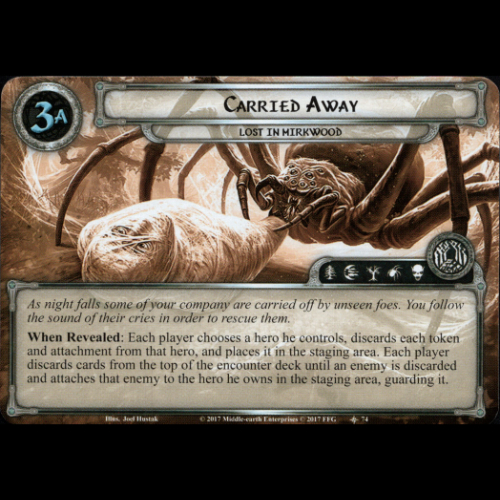 3A
Carried Away
Lost in Mirkwood
As night falls some of your company are carried off by unseen foes. You follow
the sound of their cries in order to rescue them.
When Revealed: Each player chooses a hero he controls, discards each token
and attachment from that hero, and places it in the staging area. Each player
discards cards from the top of the encounter deck until an enemy is discarded
and attaches that enemy to the hero he owns in the staging area, guarding it.
Illus. Joel Hustak © 2017 Middle-earth Enterprises © 2017 FFG 74